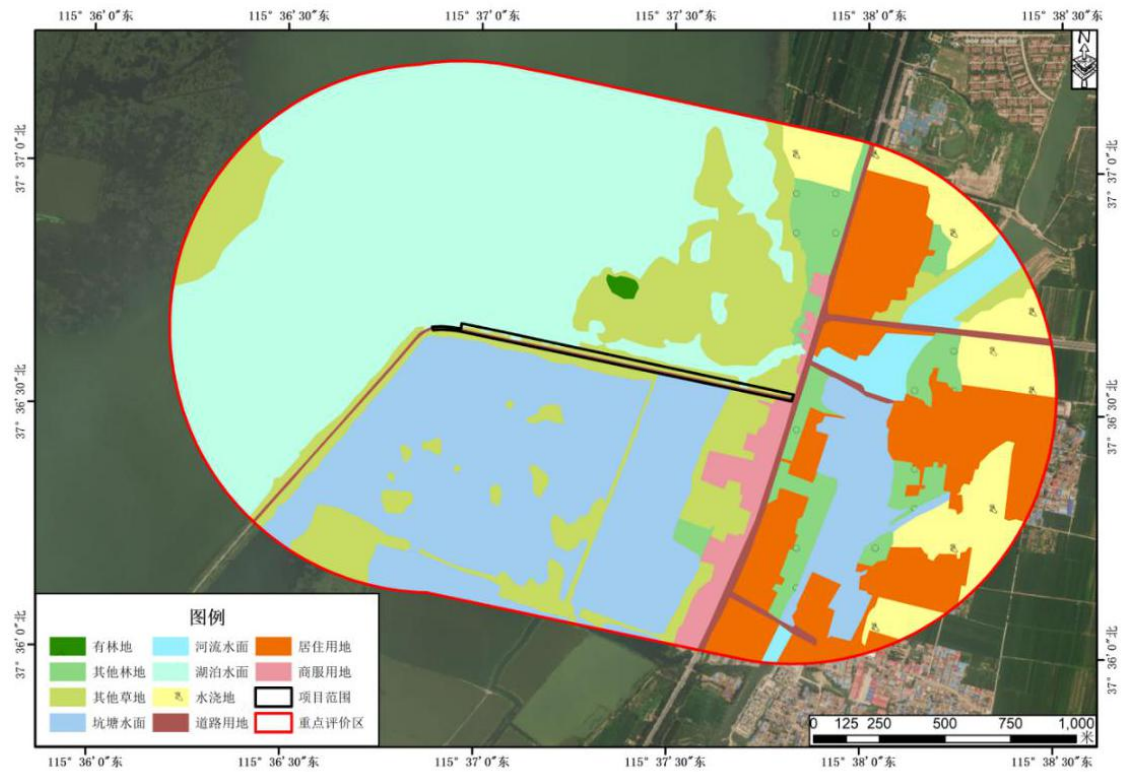 115° 36′ 0″东 115° 36′ 30″东 115° 37′ 0″东 115° 37′ 30″东 115° 38′ 0″东 115° 38′ 30″东
N
37° 37′ 0″北 37° 37′ 0″北
37° 36′ 30″北 37° 36′ 30″北
37° 36′ 0″北 37° 36′ 0″北
图例
有林地 河流水面 居住用地
其他林地 湖泊水面 商服用地
其他草地 水浇地 项目范围
坑塘水面 道路用地 重点评价区
0 125 250 500 750 1,000
米
115° 36′ 0″东 115° 36′ 30″东 115° 37′ 0″东 115° 37′ 30″东 115° 38′ 0″东 115° 38′ 30″东